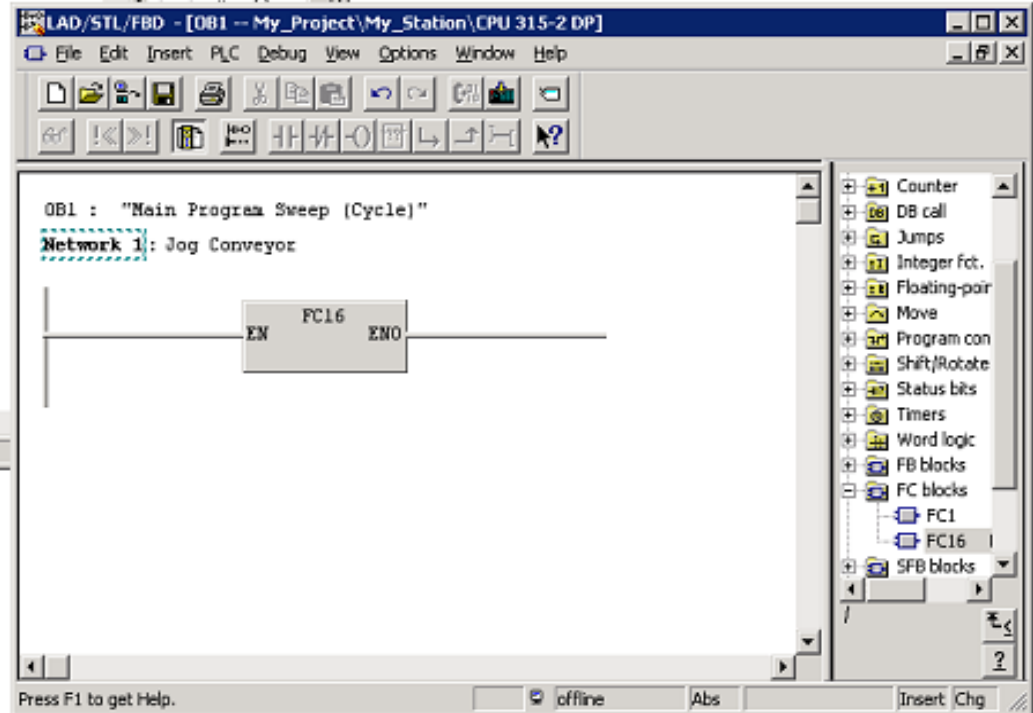 LAD/STL/FBD - [OB1 -- My_Project\My_Station\CPU 315-2 DP]
File Edit Insert PLC Debug View Options Window Help
OB1 : "Main Program Sweep (Cycle)"
Network 1: Jog Conveyor
FC16
EN ENO
Counter
DB call
Jumps
Integer fct.
Floating-poir
Move
Program con
Shift/Rotate
Status bits
Timers
Word logic
FB blocks
FC blocks
FC1
FC16
SFB blocks
Press F1 to get Help.
offline
Abs
Insert
Chg